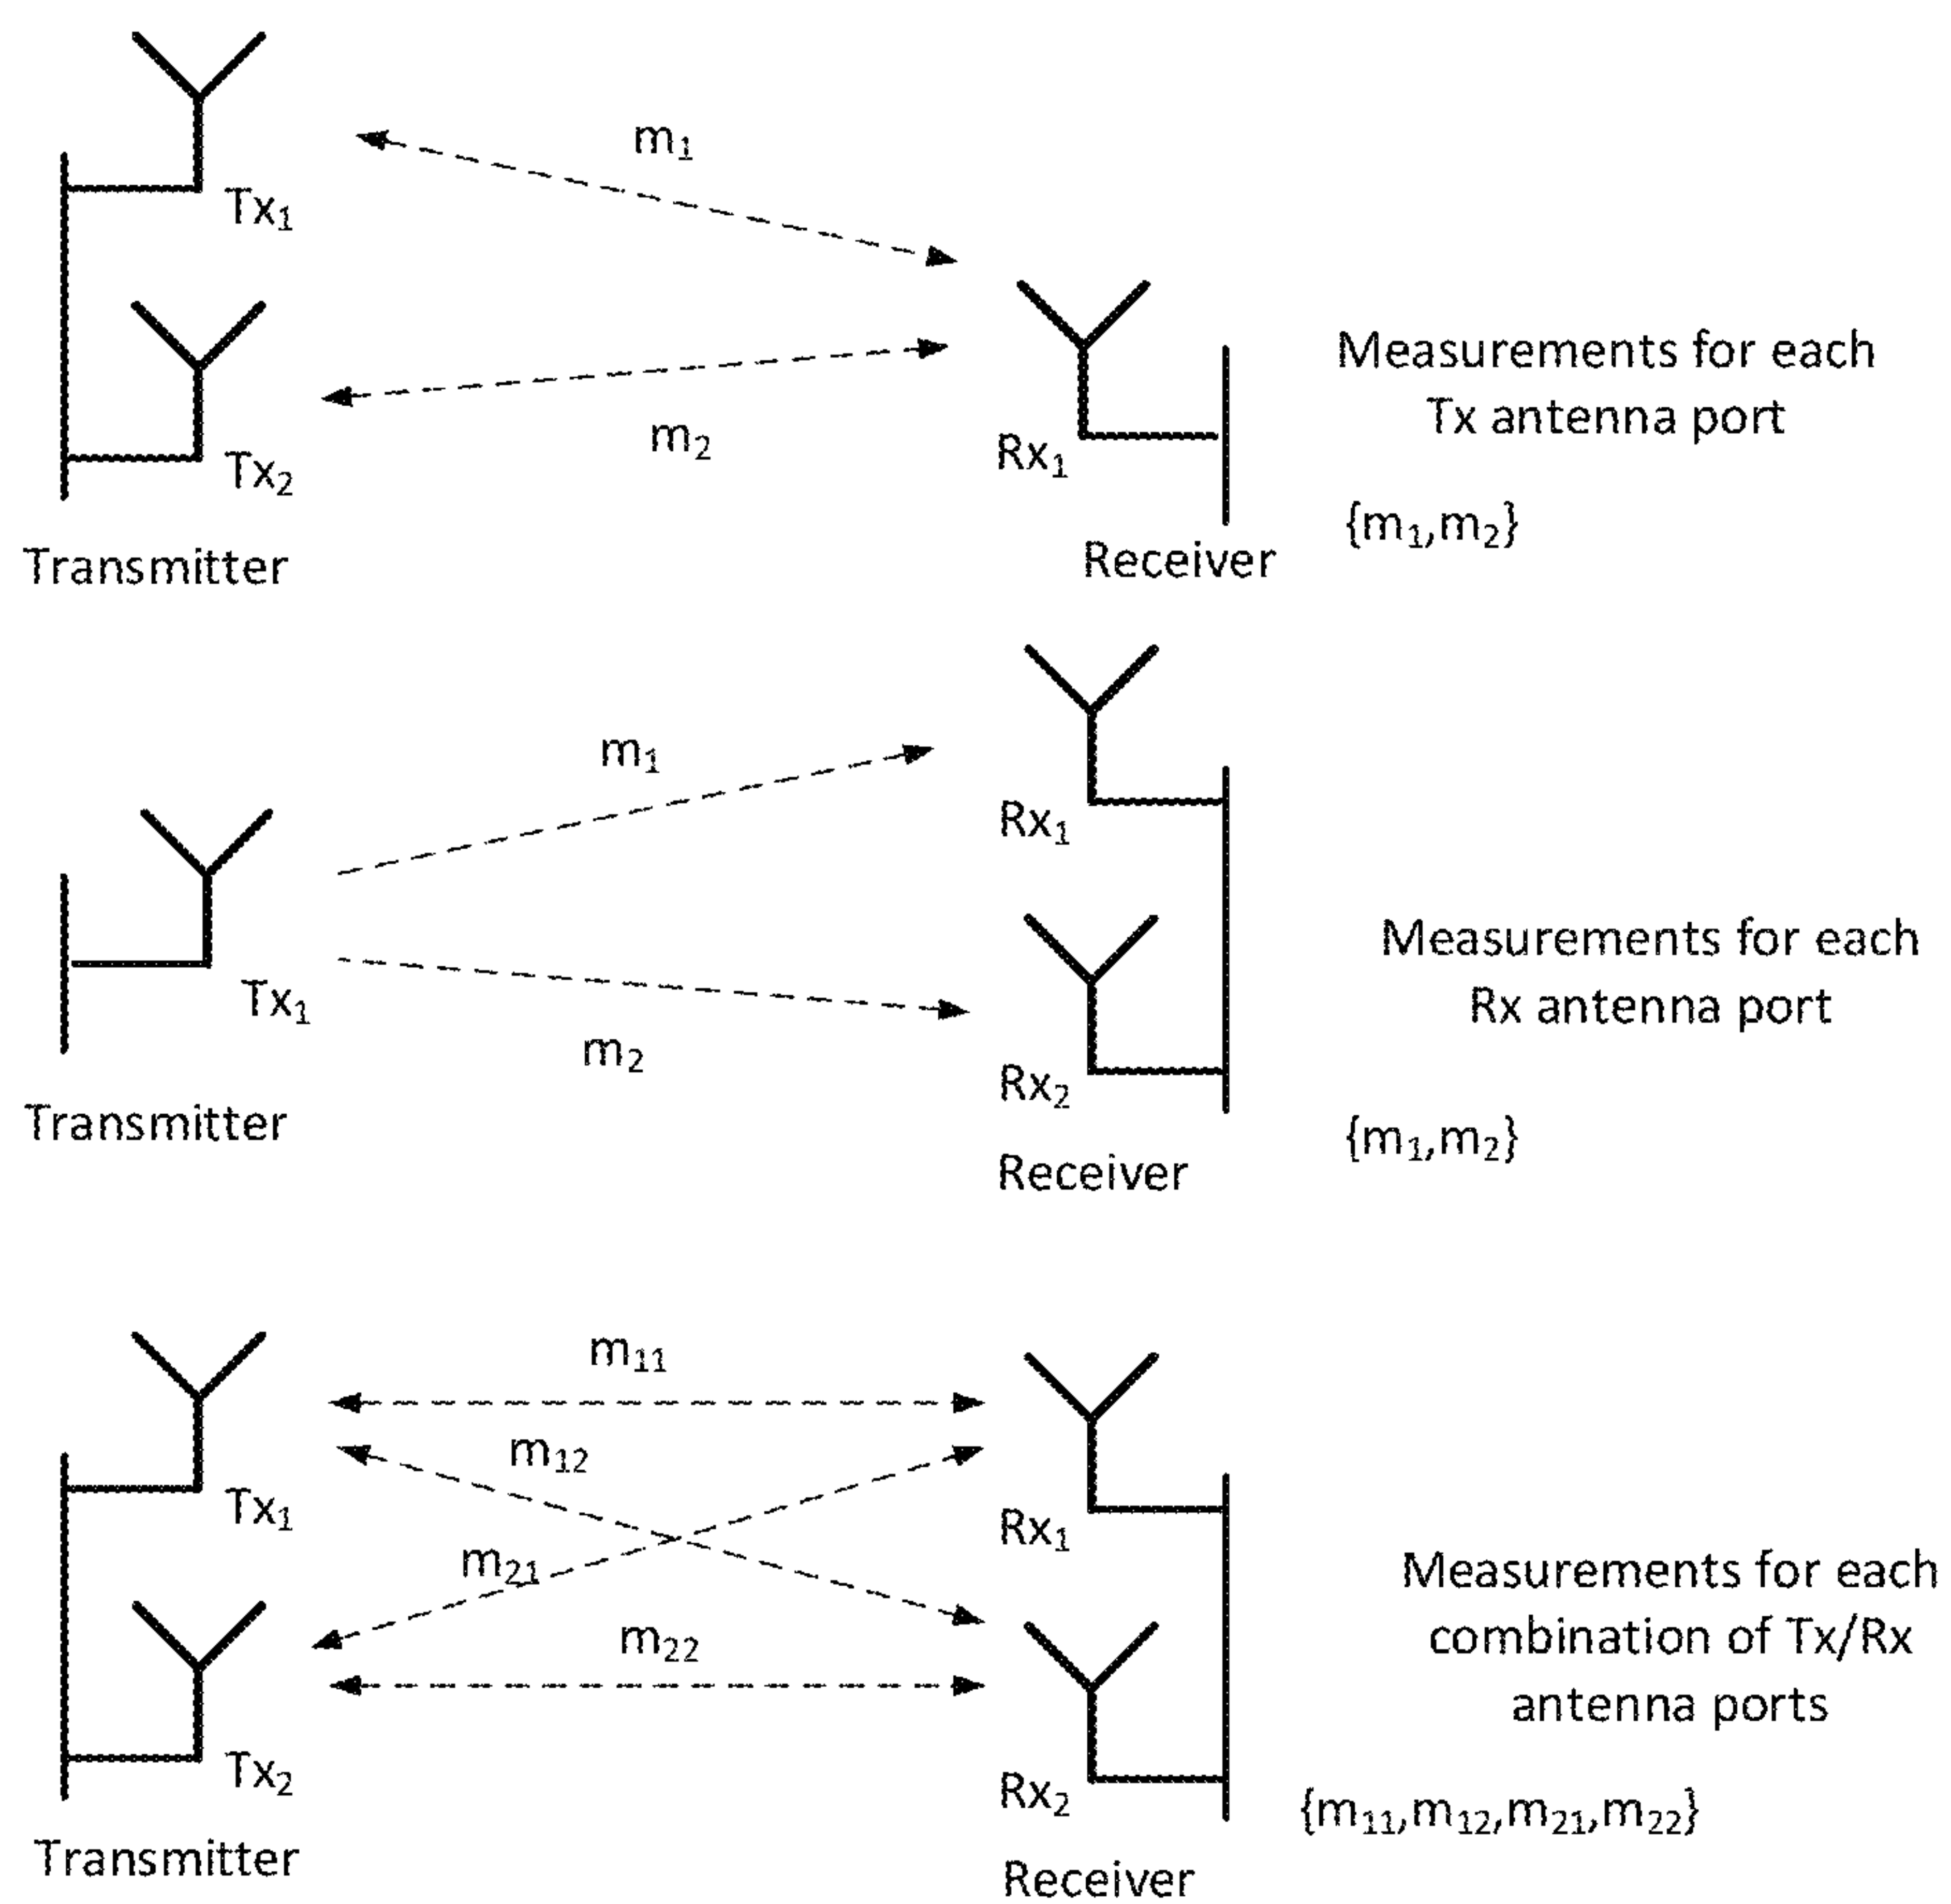 m₁
Tx₁
m₂
Tx₂
Rx₁
Transmitter
Receiver
Measurements for each
Tx antenna port
{m₁,m₂}
m₁
Rx₁
Tx₁
m₂
Rx₂
Transmitter
Receiver
Measurements for each
Rx antenna port
{m₁,m₂}
m₁₁
m₁₂
Tx₁
Rx₁
m₂₁
m₂₂
Tx₂
Rx₂
Transmitter
Receiver
Measurements for each
combination of Tx/Rx
antenna ports
{m₁₁,m₁₂,m₂₁,m₂₂}